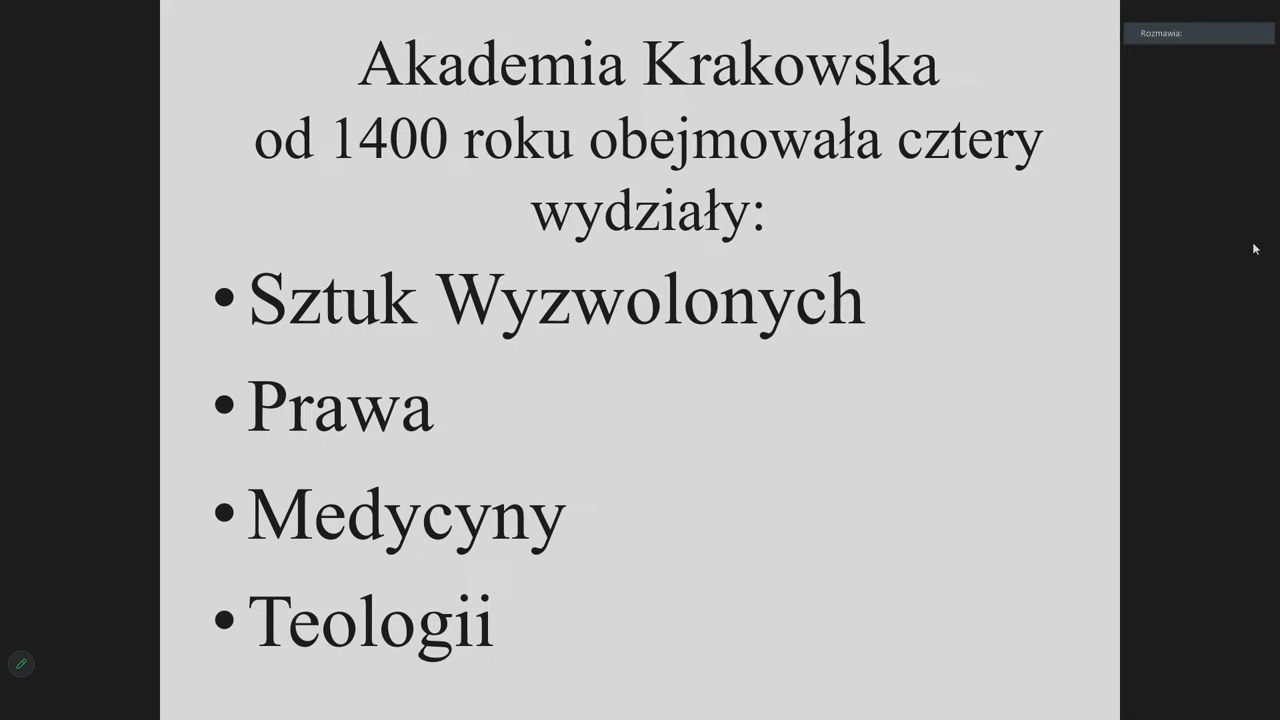 Akademia Krakowska
od 1400 roku obejmowała cztery
wydziały:
• Sztuk Wyzwolonych
• Prawa
• Medycyny
• Teologii
Rozmawia: